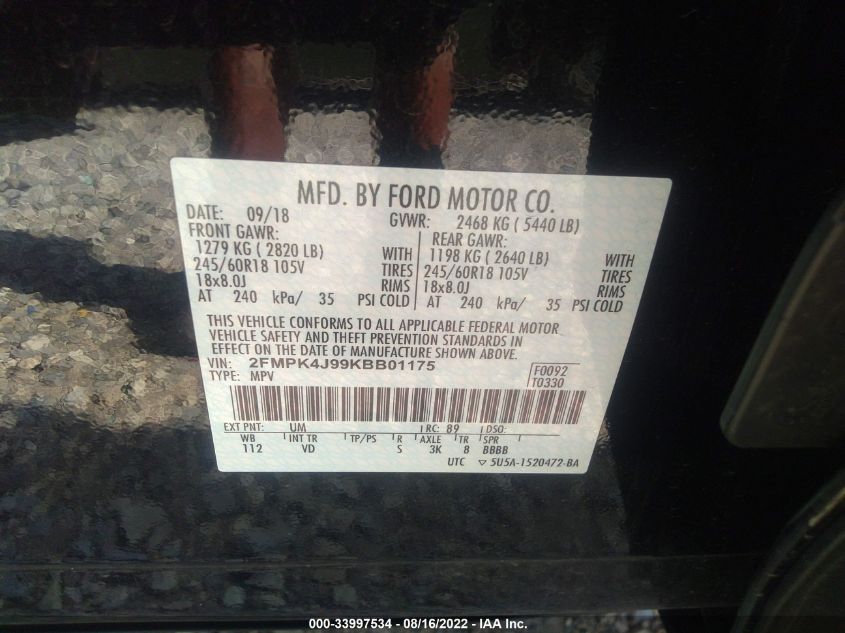 MFD. BY FORD MOTOR CO.
DATE: 09/18 GVWR: 2468 KG ( 5440 LB)
FRONT GAWR: REAR GAWR:
1279 KG ( 2820 LB) WITH 1198 KG ( 2640 LB) WITH
245/60R18 105V TIRES 245/60R18 105V TIRES
18x8.0J RIMS 18x8.0J RIMS
AT 240 kPa/ 35 PSI COLD AT 240 kPa/ 35 PSI COLD
THIS VEHICLE CONFORMS TO ALL APPLICABLE FEDERAL MOTOR
VEHICLE SAFETY AND THEFT PREVENTION STANDARDS IN
EFFECT ON THE DATE OF MANUFACTURE SHOWN ABOVE.
VIN: 2FMPK4J99KBB01175 F0092
TYPE: MPV T0330
EXT PNT: UM RC: 89 DSO:
WB INT TR TP/PS R AXLE TR SPR
112 VD S 3K 8 BBBB
UTC ▽ 5U5A-1520472-BA
000-33997534 - 08/16/2022 - IAA Inc.